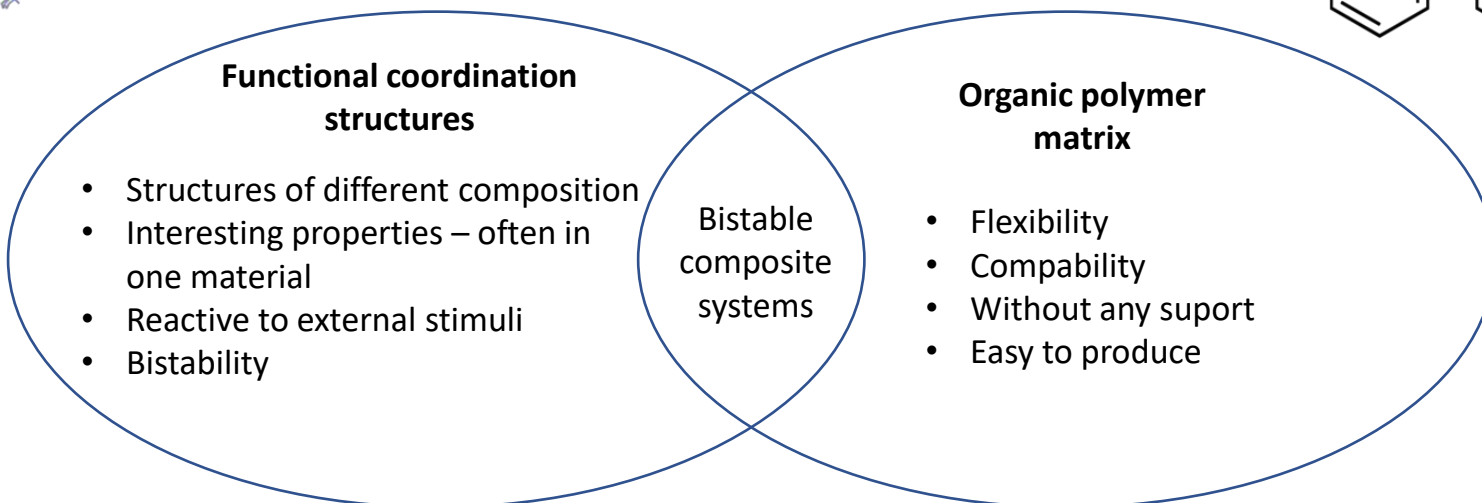 Functional coordination
structures
• Structures of different composition
• Interesting properties – often in
one material
• Reactive to external stimuli
• Bistability
Bistable
composite
systems
Organic polymer
matrix
• Flexibility
• Compability
• Without any suport
• Easy to produce